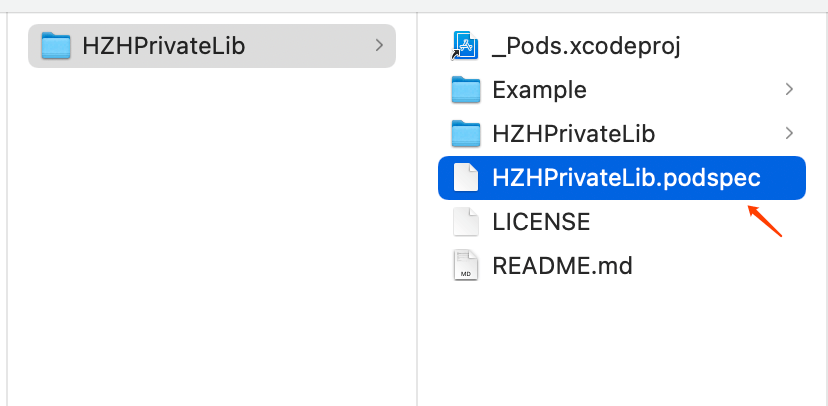 HZHPrivateLib
_Pods.xcodeproj
Example
HZHPrivateLib
HZHPrivateLib.podspec
LICENSE
README.md
MD